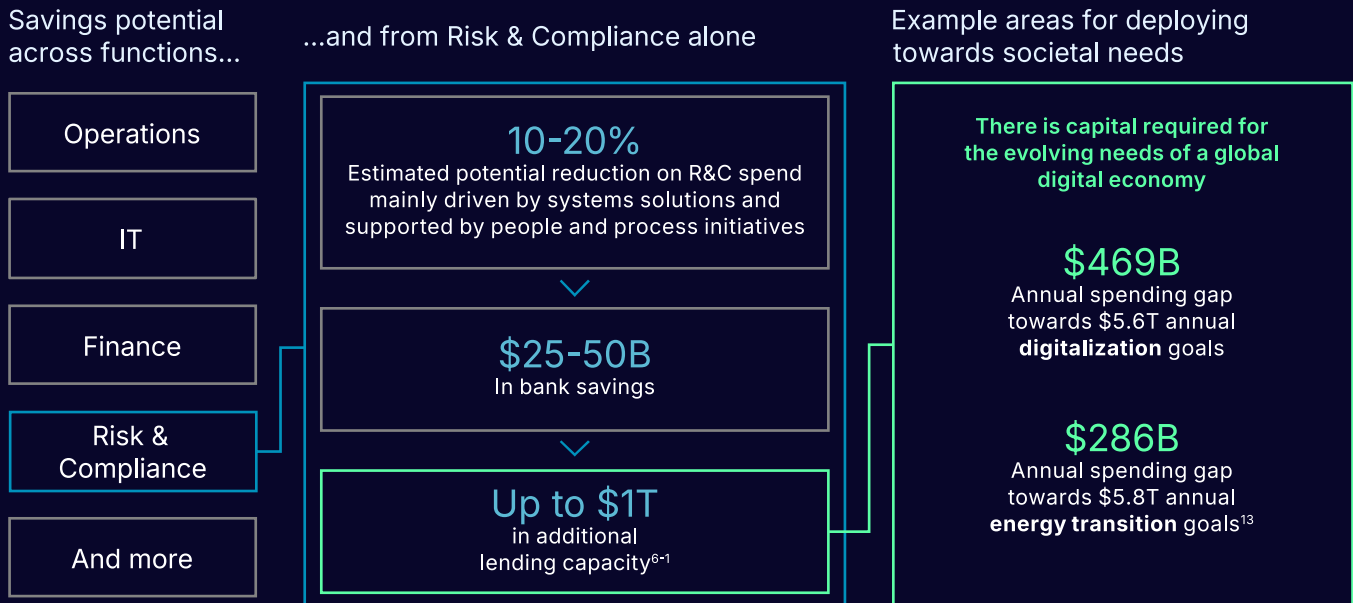 Savings potential
across functions...
Operations
IT
Finance
Risk &
Compliance
And more
...and from Risk & Compliance alone
10-20%
Estimated potential reduction on R&C spend
mainly driven by systems solutions and
supported by people and process initiatives
$25-50B
In bank savings
Up to $1T
in additional
lending capacity⁶⁻¹
Example areas for deploying
towards societal needs
There is capital required for
the evolving needs of a global
digital economy
$469B
Annual spending gap
towards $5.6T annual
digitalization goals
$286B
Annual spending gap
towards $5.8T annual
energy transition goals¹³